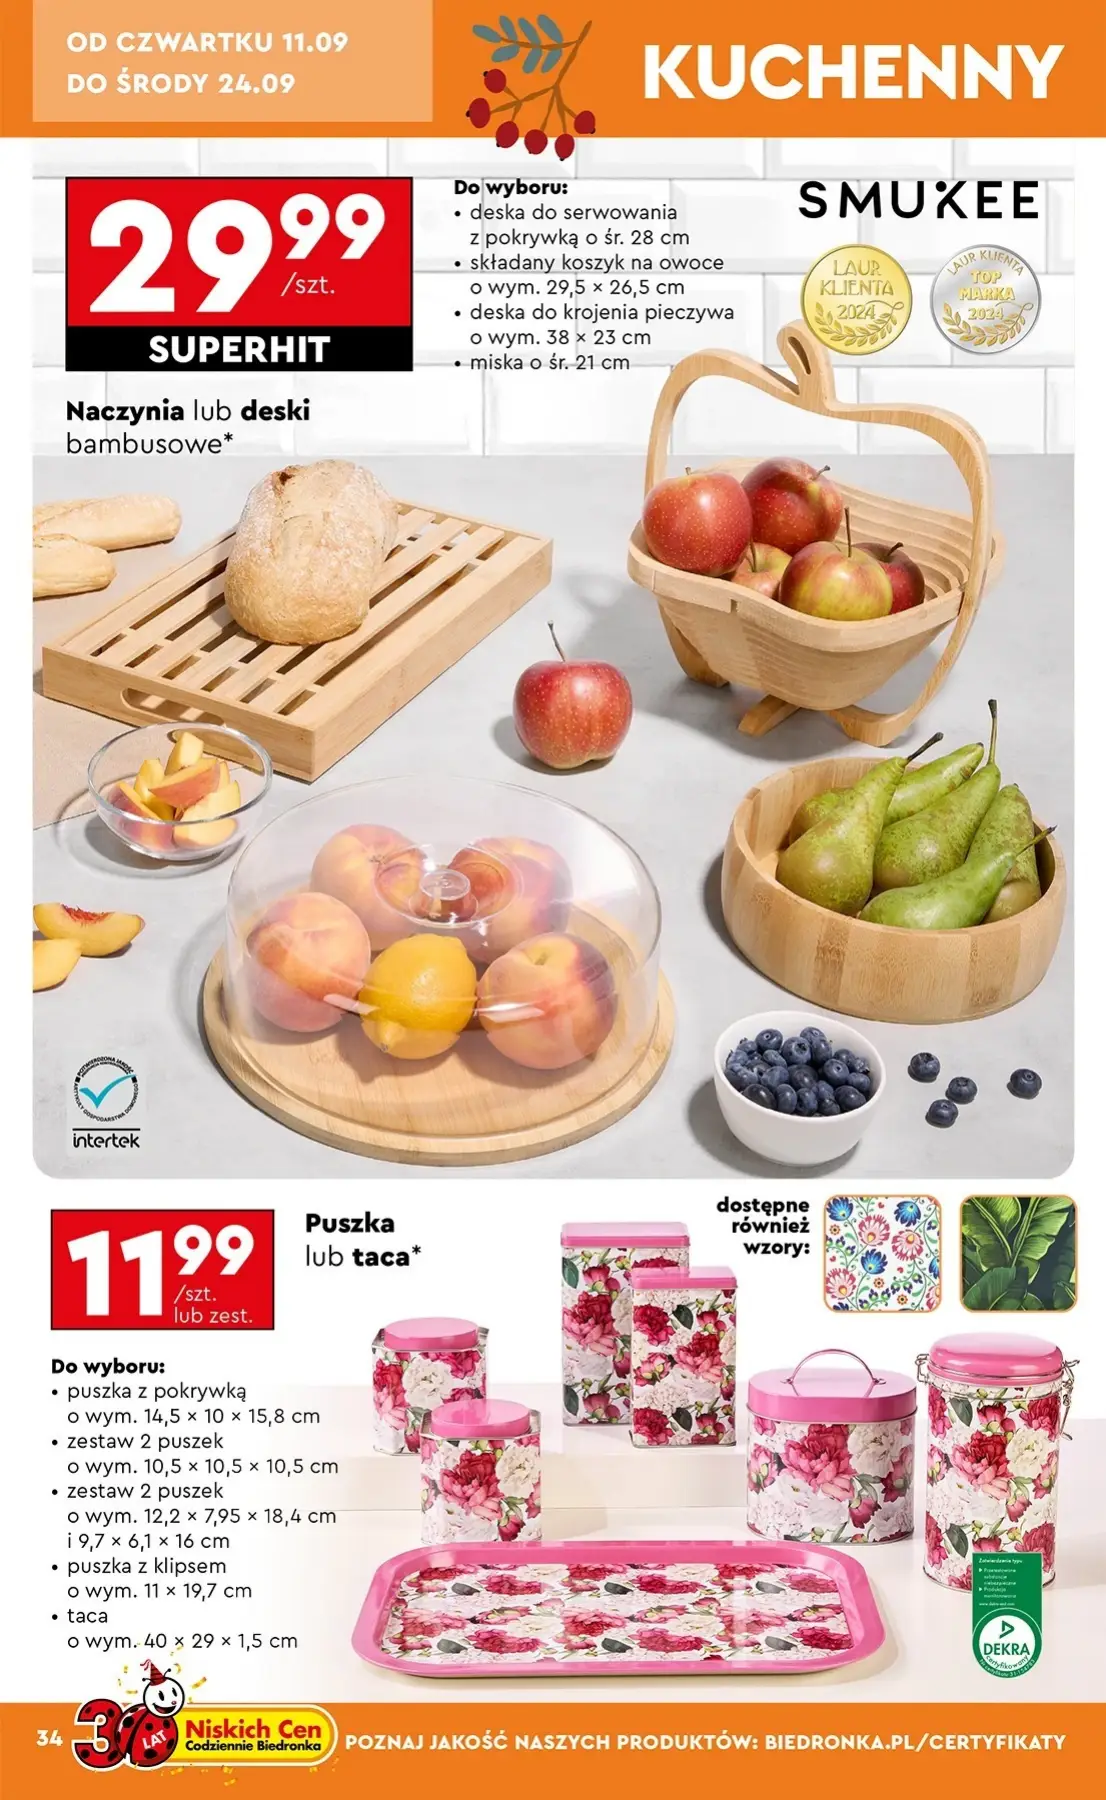 OD CZWARTKU 11.09
DO ŚRODY 24.09
KUCHENNY
29 99
/szt.
SUPERHIT
Naczynia lub deski
bambusowe*
Do wyboru:
• deska do serwowania
z pokrywką o śr. 28 cm
• składany koszyk na owoce
o wym. 29,5 × 26,5 cm
• deska do krojenia pieczywa
o wym. 38 × 23 cm
• miska o śr. 21 cm
SMUKEE
LAUR
KLIENTA
2024
LAUR KLIENTA
TOP
MARKA
2024
POTWIERDZONA JAKOŚĆ
ARTYKUŁY GOSPODARSTWA DOMOWEGO
intertek
11 99
/szt.
lub zest.
Puszka
lub taca*
dostępne
również
wzory:
Do wyboru:
• puszka z pokrywką
o wym. 14,5 × 10 × 15,8 cm
• zestaw 2 puszek
o wym. 10,5 × 10,5 × 10,5 cm
• zestaw 2 puszek
o wym. 12,2 × 7,95 × 18,4 cm
i 9,7 × 6,1 × 16 cm
• puszka z klipsem
o wym. 11 × 19,7 cm
• taca
o wym. 40 × 29 × 1,5 cm
DEKRA
certyfikowany
34
30
LAT
Niskich Cen
Codziennie Biedronka
POZNAJ JAKOŚĆ NASZYCH PRODUKTÓW: BIEDRONKA.PL/CERTYFIKATY